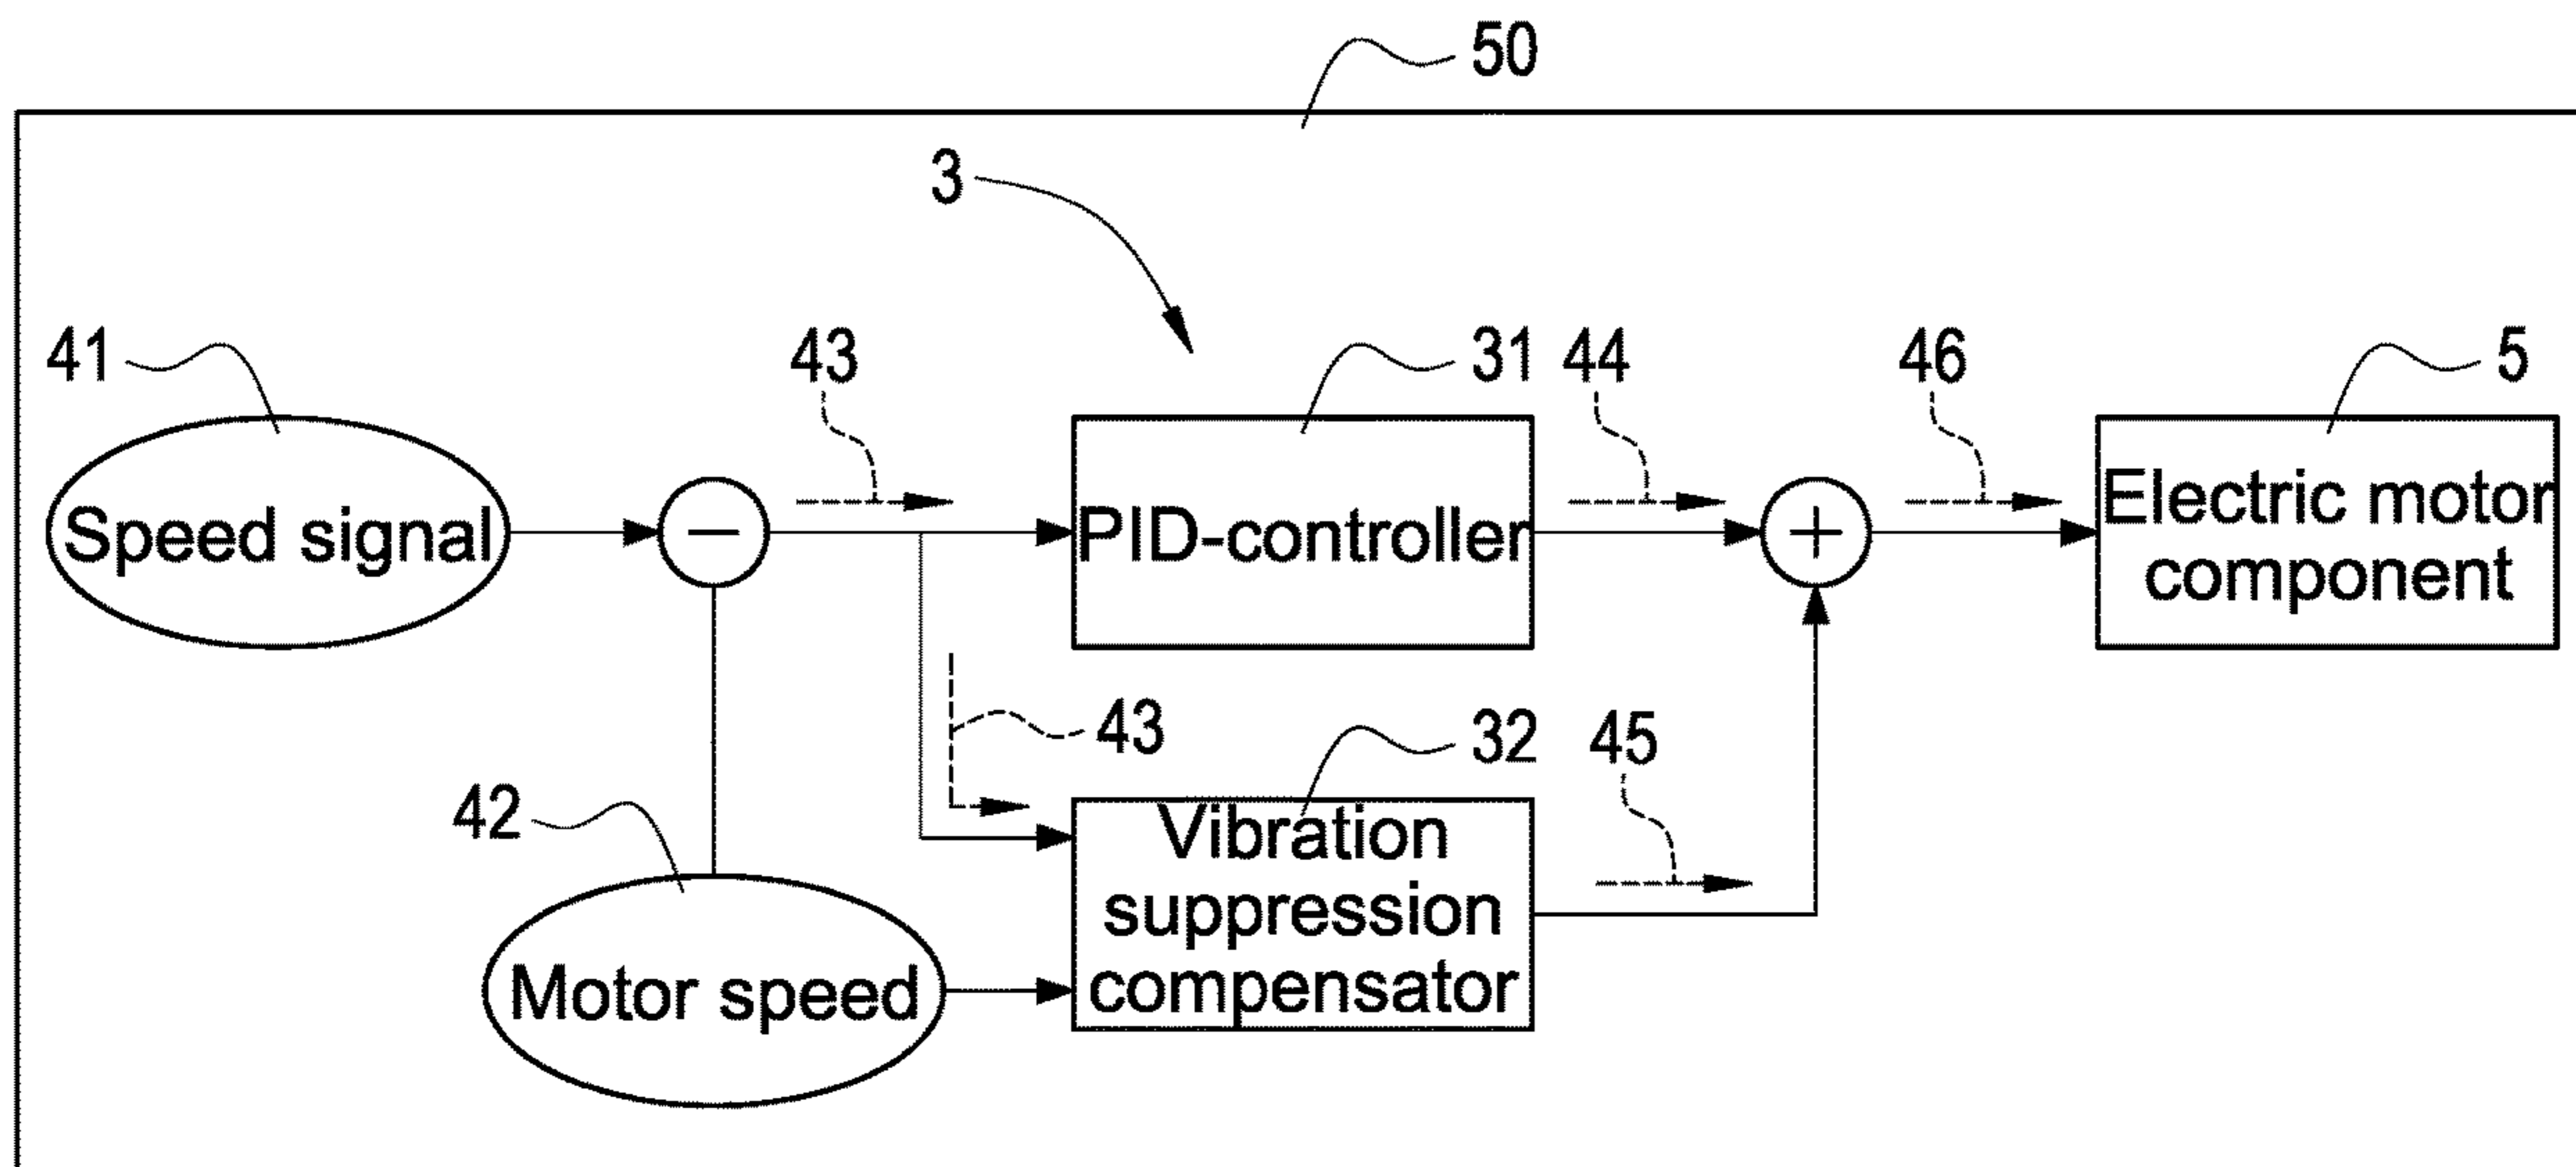 50
3
41
43
31
44
46
5
Speed signal
−
PID-controller
+
Electric motor
component
43
32
45
42
Vibration
suppression
compensator
Motor speed